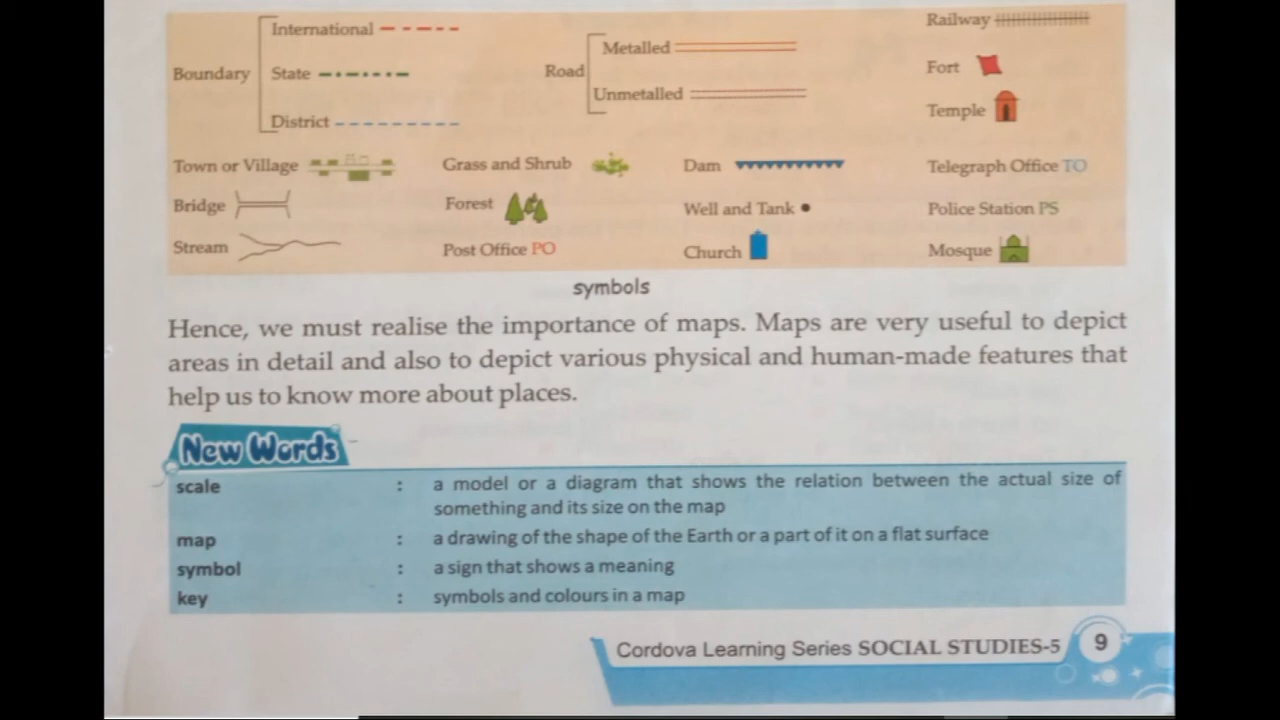 International
Railway
Metalled
Boundary
State
Road
Fort
Unmetalled
District
Temple
Town or Village
Grass and Shrub
Dam
Telegraph Office TO
Bridge
Forest
Well and Tank
Police Station PS
Stream
Post Office PO
Church
Mosque
symbols
Hence, we must realise the importance of maps. Maps are very useful to depict
areas in detail and also to depict various physical and human-made features that
help us to know more about places.
New Words
scale : a model or a diagram that shows the relation between the actual size of
something and its size on the map
map : a drawing of the shape of the Earth or a part of it on a flat surface
symbol : a sign that shows a meaning
key : symbols and colours in a map
Cordova Learning Series SOCIAL STUDIES-5 9